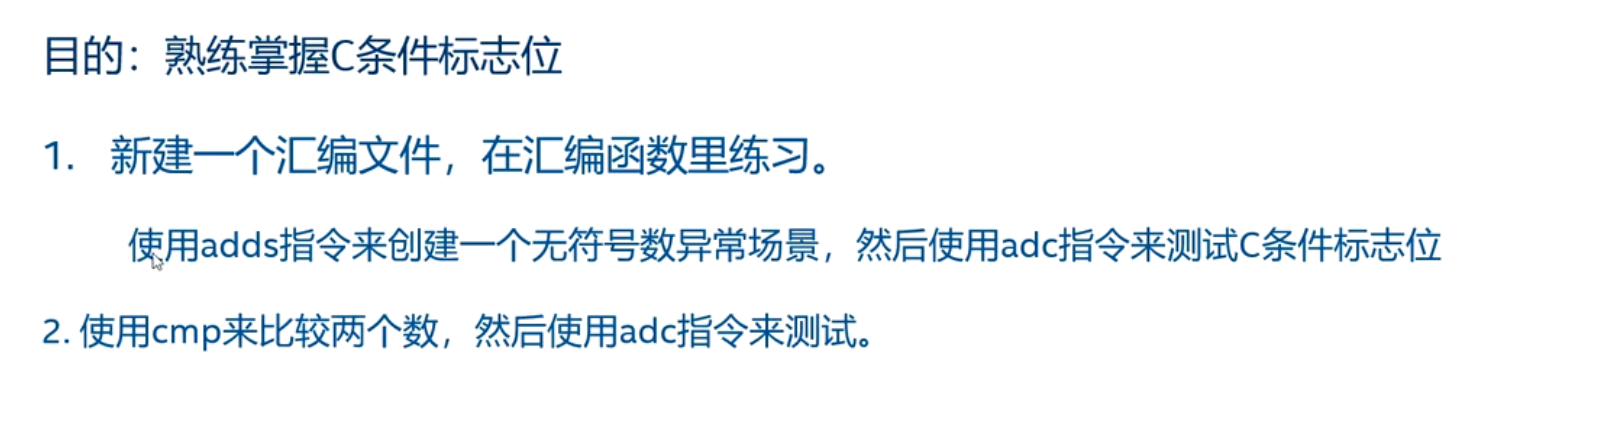 目的：熟练掌握C条件标志位
1. 新建一个汇编文件，在汇编函数里练习。
使用adds指令来创建一个无符号数异常场景，然后使用adc指令来测试C条件标志位
2. 使用cmp来比较两个数，然后使用adc指令来测试。